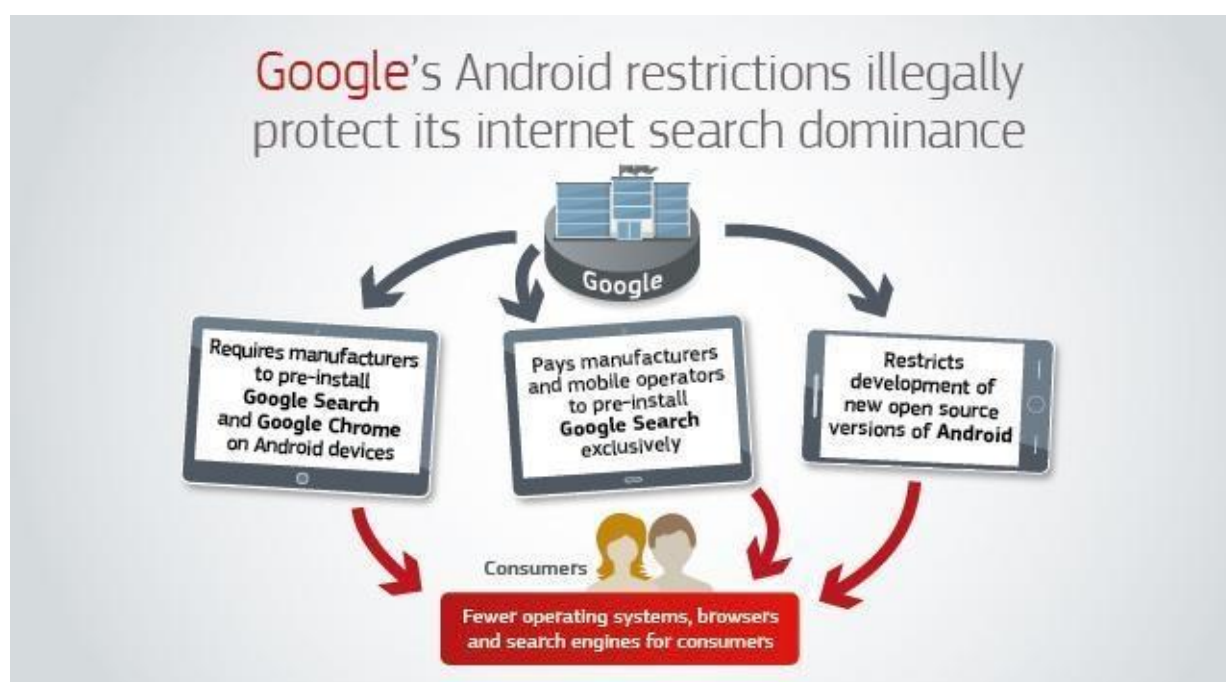 Google's Android restrictions illegally
protect its internet search dominance
Google
Requires manufacturers
to pre-install
Google Search
and Google Chrome
on Android devices
Pays manufacturers
and mobile operators
to pre-install
Google Search
exclusively
Restricts
development of
new open source
versions of Android
Consumers
Fewer operating systems, browsers
and search engines for consumers